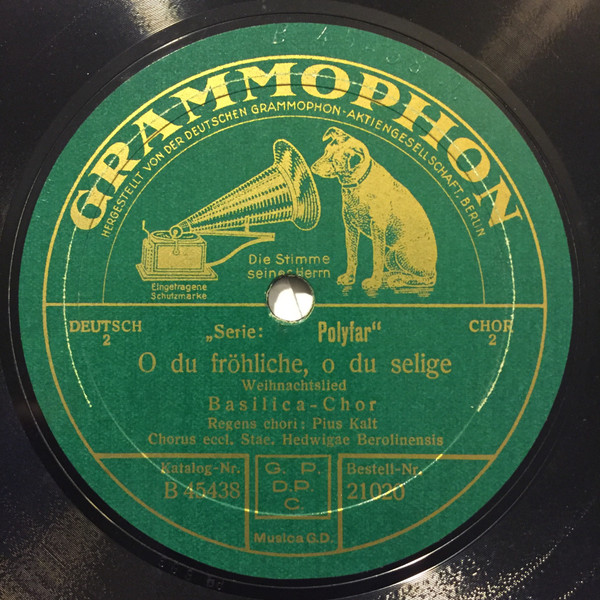 GRAMMOPHON
HERGESTELLT VON DER DEUTSCHEN GRAMMOPHON-AKTIENGESELLSCHAFT, BERLIN
Die Stimme
seines Herrn
Eingetragene
Schutzmarke
DEUTSCH
2
„Serie: Polyfar“
CHOR
2
O du fröhliche, o du selige
Weihnachtslied
Basilica-Chor
Regens chori: Pius Kalt
Chorus eccl. Stae. Hedwigae Berolinensis
Katalog-Nr.
B 45438
G. P.
D.P.
C.
Bestell-Nr.
21020
Musica G.D.